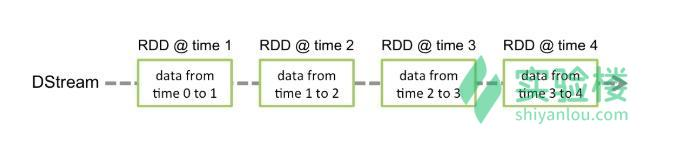 RDD @ time 1 RDD @ time 2 RDD @ time 3 RDD @ time 4
DStream
data from
time 0 to 1
data from
time 1 to 2
data from
time 2 to 3
data from
time 3 to 4
实验楼
shiyanlou.com